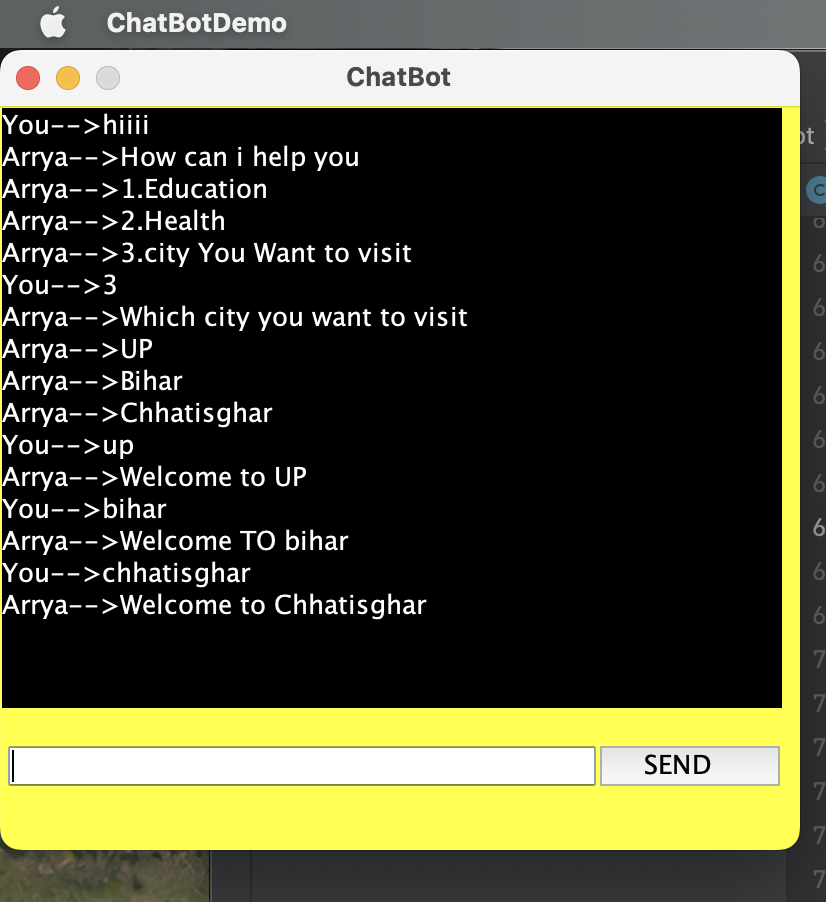 ChatBotDemo
ChatBot
You-->hiiii
Arrya-->How can i help you
Arrya-->1.Education
Arrya-->2.Health
Arrya-->3.city You Want to visit
You-->3
Arrya-->Which city you want to visit
Arrya-->UP
Arrya-->Bihar
Arrya-->Chhatisghar
You-->up
Arrya-->Welcome to UP
You-->bihar
Arrya-->Welcome TO bihar
You-->chhatisghar
Arrya-->Welcome to Chhatisghar
SEND